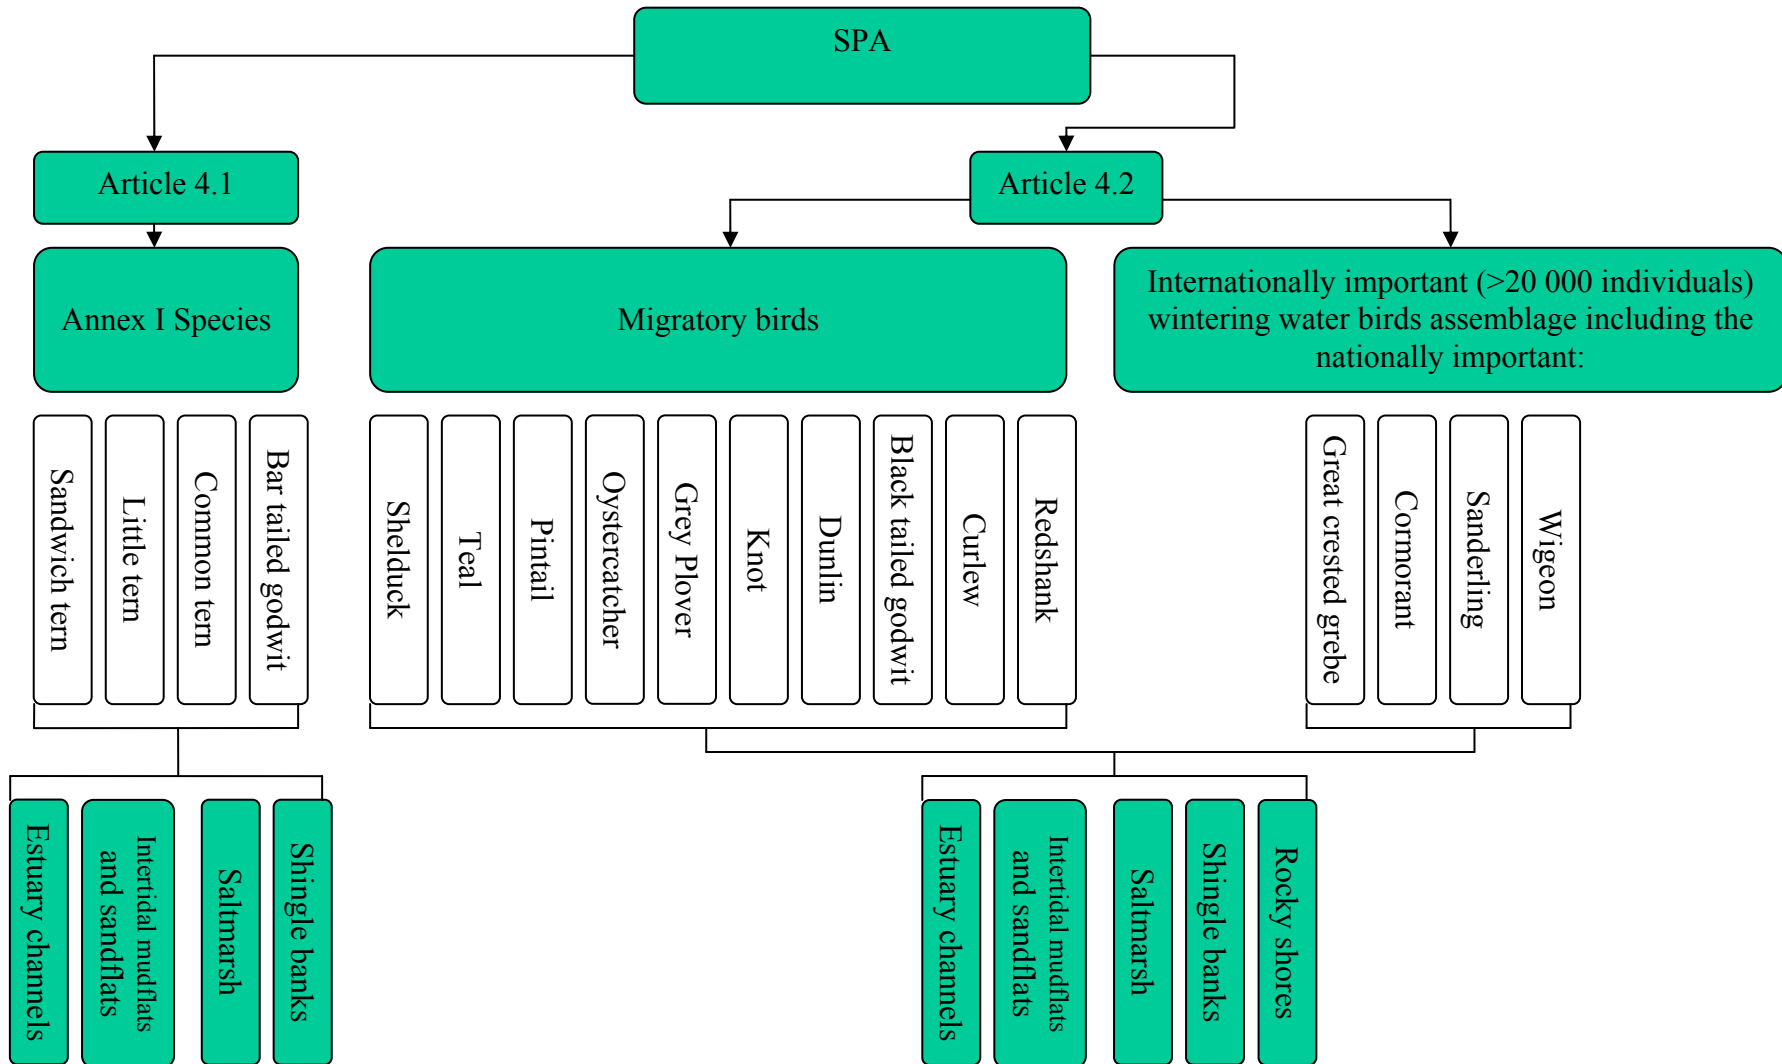 SPA
Article 4.1
Article 4.2
Annex I Species
Migratory birds
Internationally important (>20 000 individuals)
wintering water birds assemblage including the
nationally important:
Sandwich tern
Little tern
Common tern
Bar tailed godwit
Shelduck
Teal
Pintail
Oystercatcher
Grey Plover
Knot
Dunlin
Black tailed godwit
Curlew
Redshank
Great crested grebe
Cormorant
Sanderling
Wigeon
Estuary channels
Intertidal mudflats
and sandflats
Saltmarsh
Shingle banks
Estuary channels
Intertidal mudflats
and sandflats
Saltmarsh
Shingle banks
Rocky shores